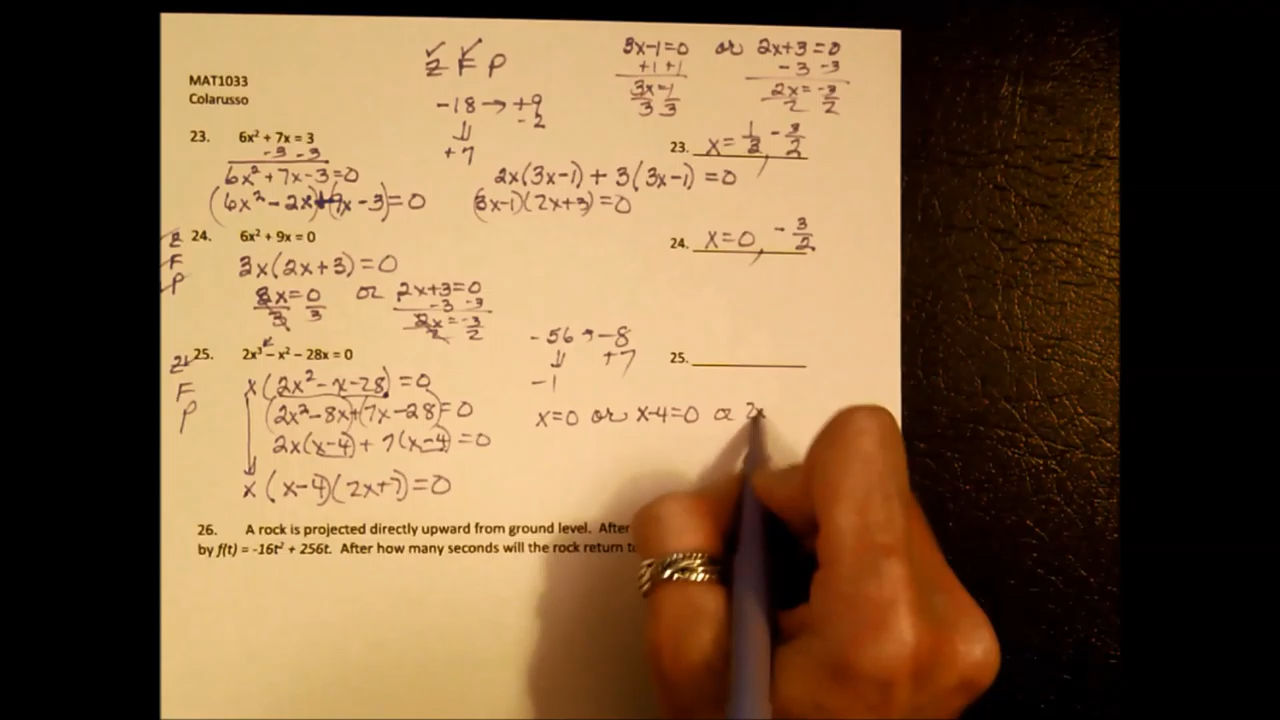 Z F P
3x-1=0 or 2x+3=0
+1 +1 -3 -3
3x=1 2x=-3
3 3 2 2
MAT1033
Colarusso
-18 → +9
-2
⇓
+7
23. 6x² + 7x = 3
-3 -3
6x²+7x-3=0
(6x²-2x)+(9x-3)=0
2x(3x-1)+3(3x-1)=0
(3x-1)(2x+3)=0
23. x=1/3, -3/2
24. 6x² + 9x = 0
Z
F
P
3x(2x+3)=0
3x=0 or 2x+3=0
3 3 -3 -3
2x=-3
2 2
24. x=0, -3/2
25. 2x³ – x² – 28x = 0
Z
F
P
x(2x²-x-28)=0
(2x²-8x)+(7x-28)=0
2x(x-4)+7(x-4)=0
x(x-4)(2x+7)=0
-56 → -8
⇓ +7
-1
x=0 or x-4=0 or 2x
25.
26. A rock is projected directly upward from ground level. After
by f(t) = -16t² + 256t. After how many seconds will the rock return